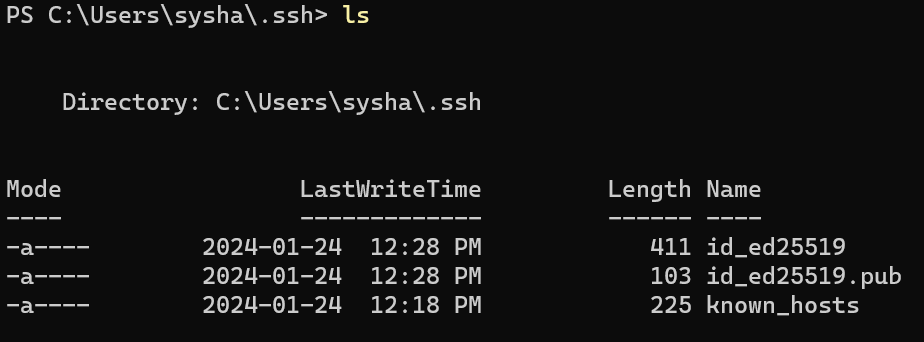 PS C:\Users\sysha\.ssh> ls
Directory: C:\Users\sysha\.ssh
Mode                 LastWriteTime         Length Name
----                 -------------         ------ ----
-a----        2024-01-24  12:28 PM            411 id_ed25519
-a----        2024-01-24  12:28 PM            103 id_ed25519.pub
-a----        2024-01-24  12:18 PM            225 known_hosts